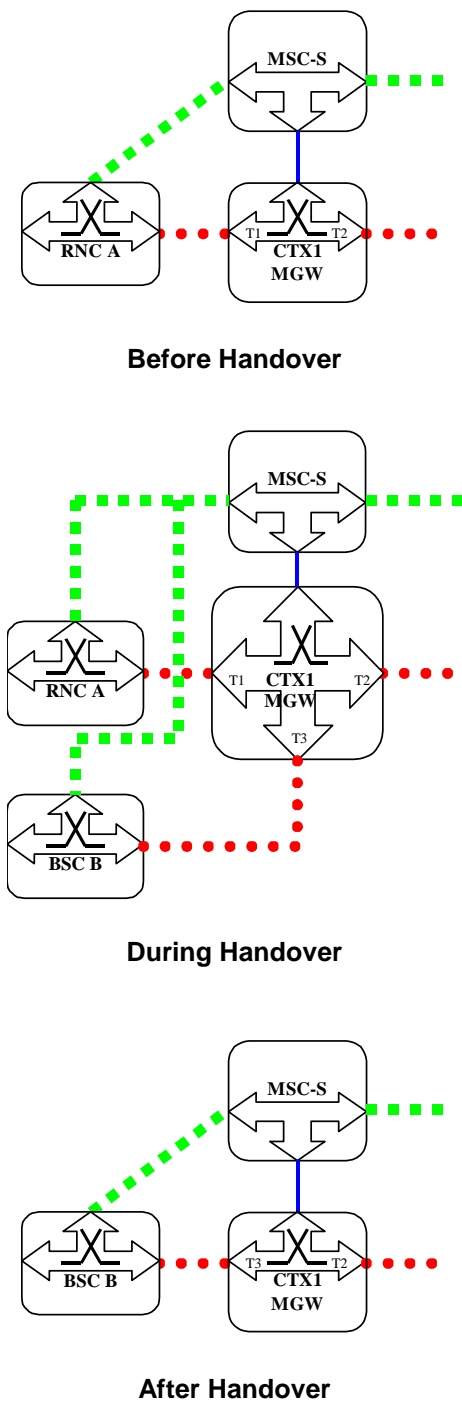 MSC-S
RNC A
T1
T2
CTX1
MGW
Before Handover
MSC-S
RNC A
T1
CTX1
T2
MGW
T3
BSC B
During Handover
MSC-S
BSC B
T3
T2
CTX1
MGW
After Handover